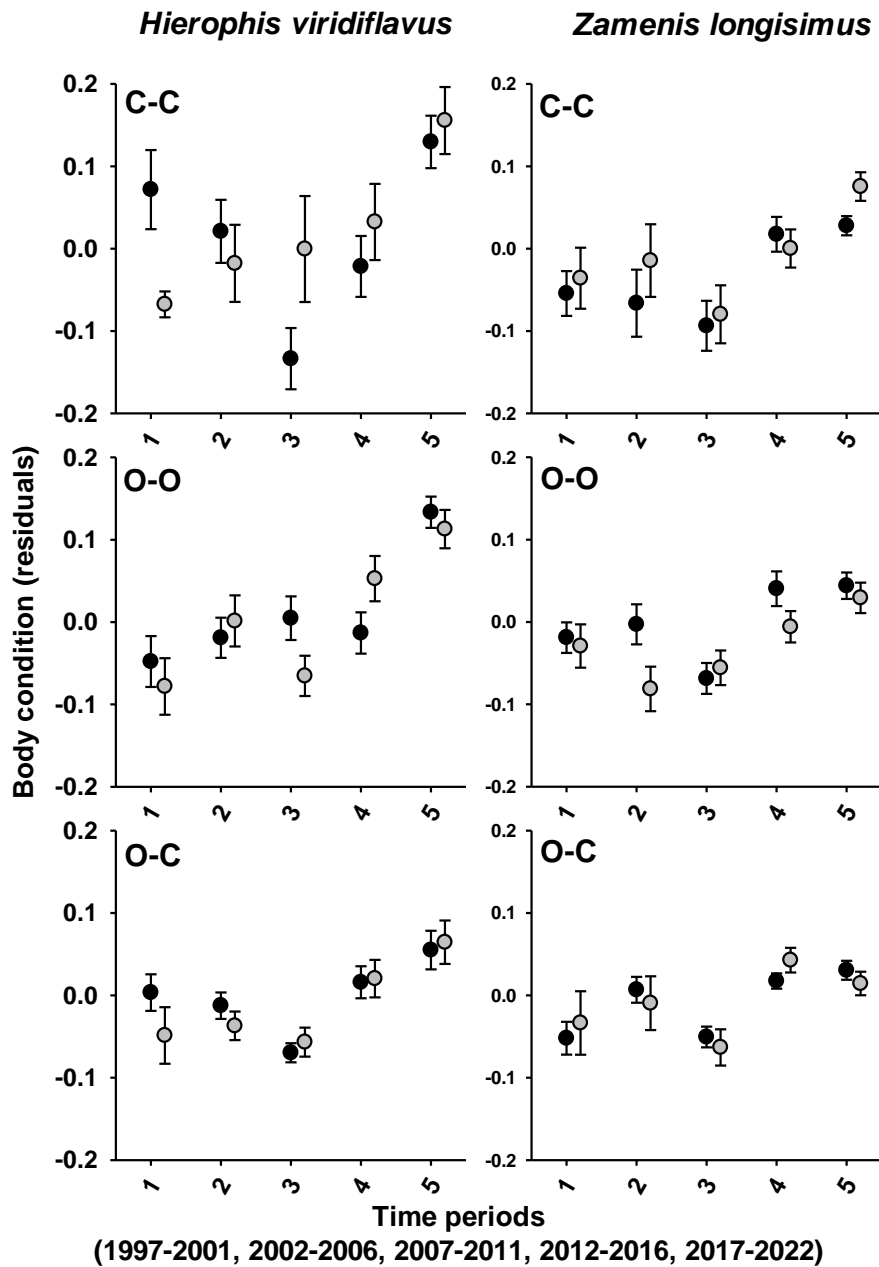 Hierophis viridiflavus
Zamenis longisimus
Body condition (residuals)
C-C
0.2
0.1
0.0
-0.1
-0.2
1 2 3 4 5
C-C
0.2
0.1
0.0
-0.1
-0.2
1 2 3 4 5
O-O
0.2
0.1
0.0
-0.1
-0.2
1 2 3 4 5
O-O
0.2
0.1
0.0
-0.1
-0.2
1 2 3 4 5
O-C
0.2
0.1
0.0
-0.1
-0.2
1 2 3 4 5
O-C
0.2
0.1
0.0
-0.1
-0.2
1 2 3 4 5
Time periods
(1997-2001, 2002-2006, 2007-2011, 2012-2016, 2017-2022)